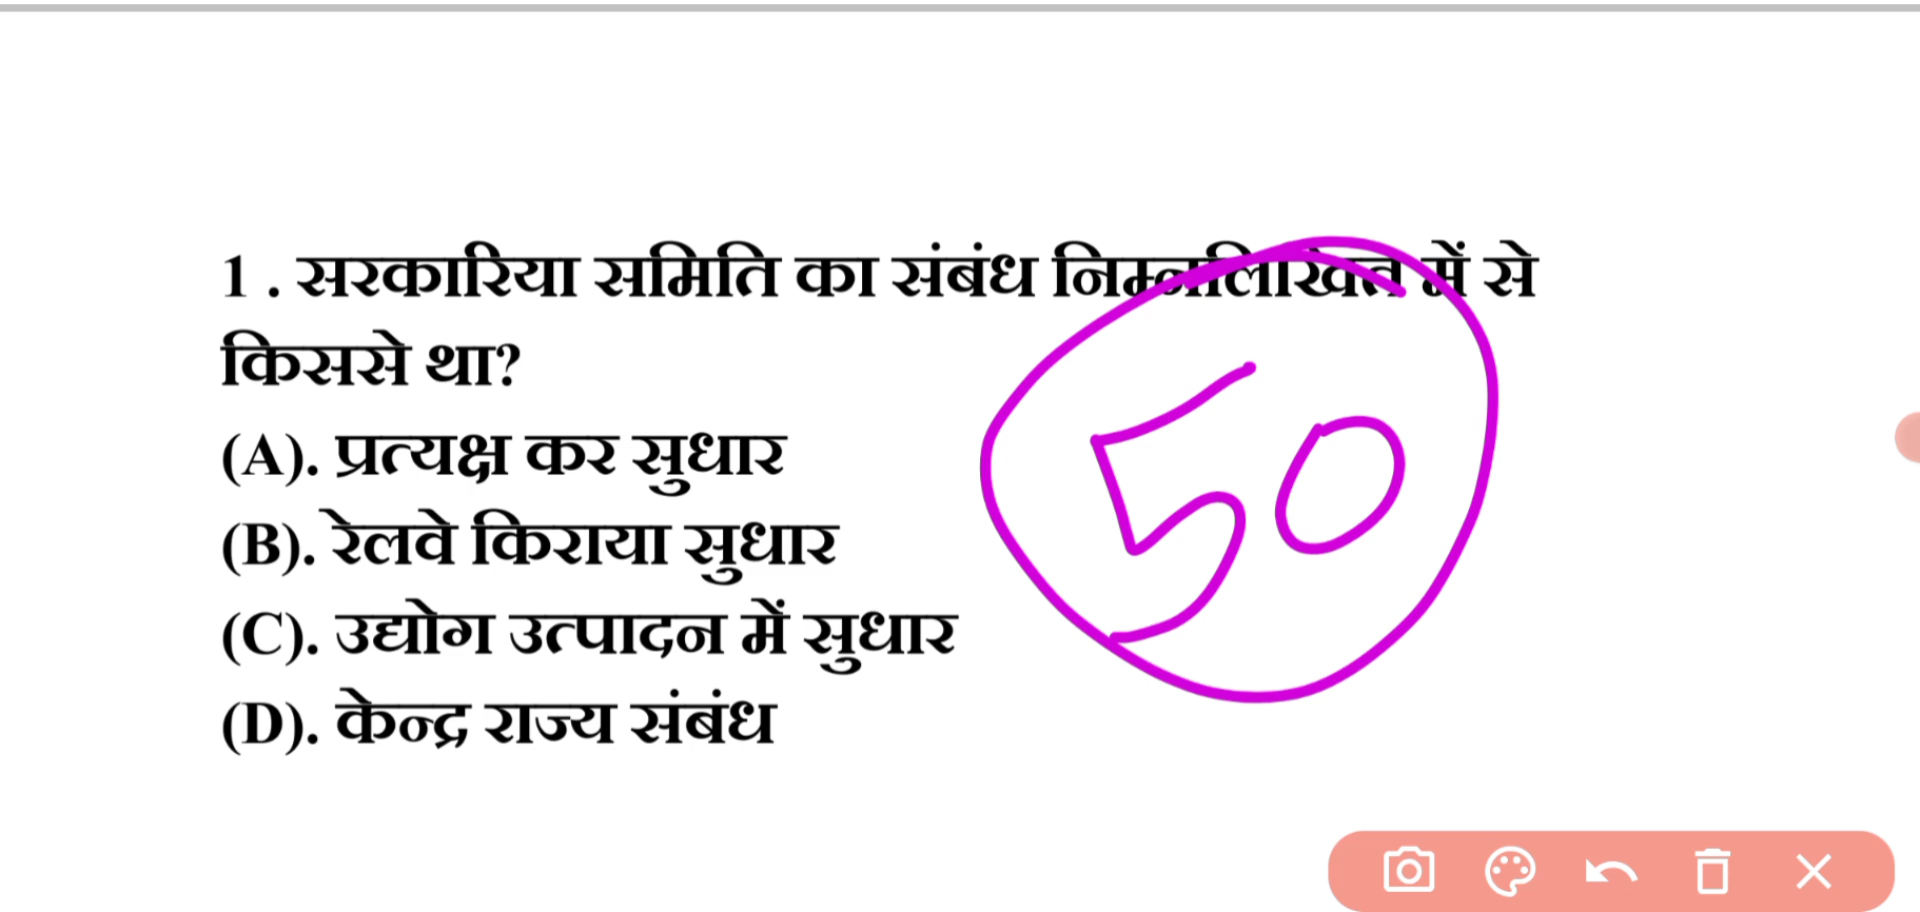 1 . सरकारिया समिति का संबंध निम्नलिखित में से
किससे था?
(A). प्रत्यक्ष कर सुधार
(B). रेलवे किराया सुधार
(C). उद्योग उत्पादन में सुधार
(D). केन्द्र राज्य संबंध
50